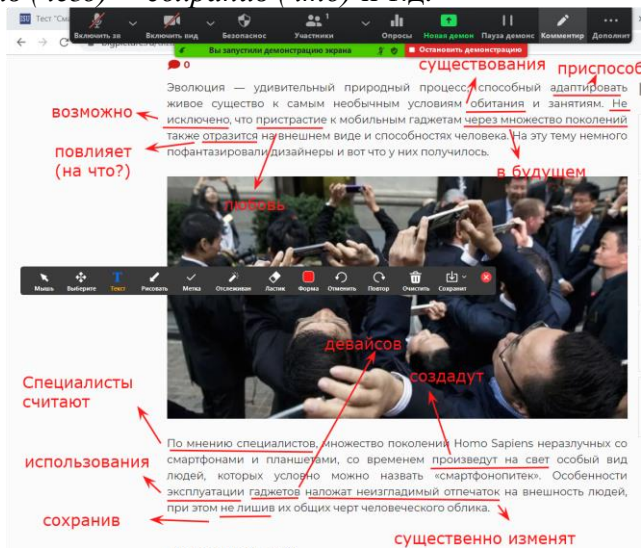 (чего) — сохранив (что) и т.д.
Тест "Сма
Включить зв
Включить вид
Безопаснос
Участники
1
Опросы
Новая демон
Пауза демонс
Комментир
Дополнит
Вы запустили демонстрацию экрана
Остановить демонстрацию
0
существования
приспособ
Эволюция — удивительный природный процесс, способный адаптировать
живое существо к самым необычным условиям обитания и занятиям. Не
исключено, что пристрастие к мобильным гаджетам через множество поколений
также отразится на внешнем виде и способностях человека. На эту тему немного
пофантазировали дизайнеры и вот что у них получилось.
возможно
повлияет
(на что?)
в будущем
любовь
Мышь
Выберите
Текст
Рисовать
Метка
Отслеживан
Ластик
Форма
Отменить
Повтор
Очистить
Сохранит
девайсов
создадут
Специалисты
считают
По мнению специалистов, множество поколений Homo Sapiens неразлучных со
смартфонами и планшетами, со временем произведут на свет особый вид
людей, которых условно можно назвать «смартфонопитек». Особенности
эксплуатации гаджетов наложат неизгладимый отпечаток на внешность людей,
при этом не лишив их общих черт человеческого облика.
использования
сохранив
существенно изменят